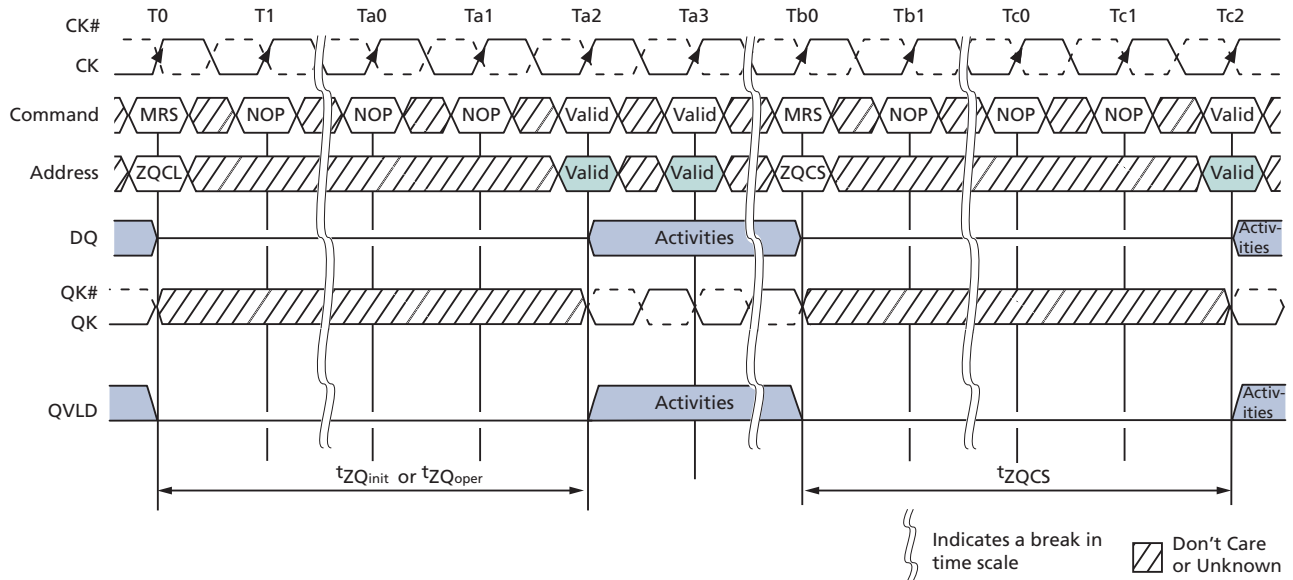 T0 T1 Ta0 Ta1 Ta2 Ta3 Tb0 Tb1 Tc0 Tc1 Tc2
CK#
CK
Command MRS NOP NOP NOP Valid Valid MRS NOP NOP NOP Valid
Address ZQCL Valid Valid ZQCS Valid
DQ Activities Activ-
ities
QK#
QK
QVLD Activities Activ-
ities
tZQinit or tZQoper tZQCS
Indicates a break in
time scale
Don't Care
or Unknown